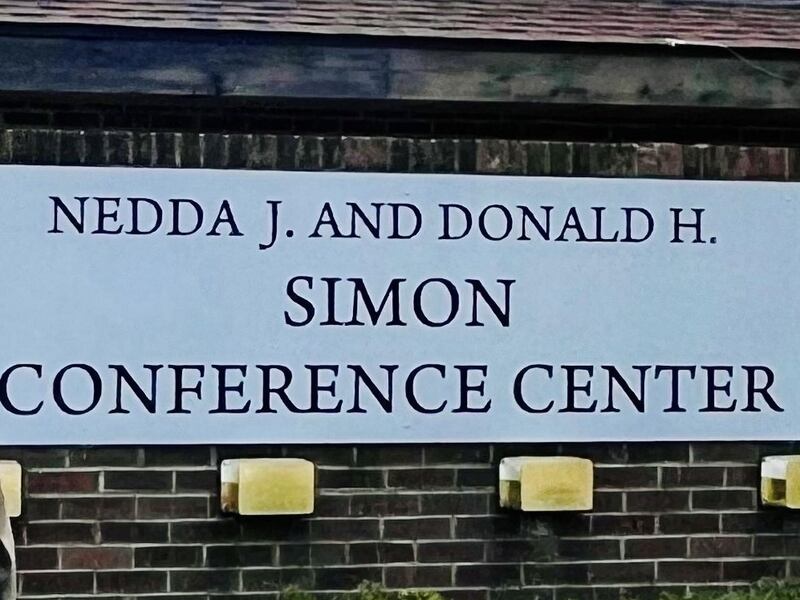 NEDDA J. AND DONALD H.
SIMON
CONFERENCE CENTER